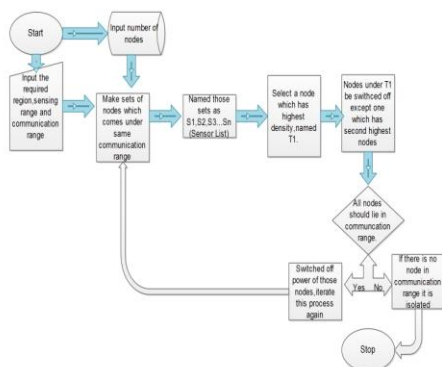 Start
Input number of
nodes
Input the
required
region,sensing
range and
communication
range
Make sets of
nodes which
comes under
same
communication
range
Named those
sets as
S1,S2,S3...Sn
(Sensor List)
Select a node
which has
highest
density,named
T1.
Nodes under T1
be swithced off
except one
which has
second highest
nodes
All nodes
should lie in
communcation
range.
Yes
No
Switched off
power of those
nodes,iterate
this process
again
If there is no
node in
communication
range it is
isolated
Stop